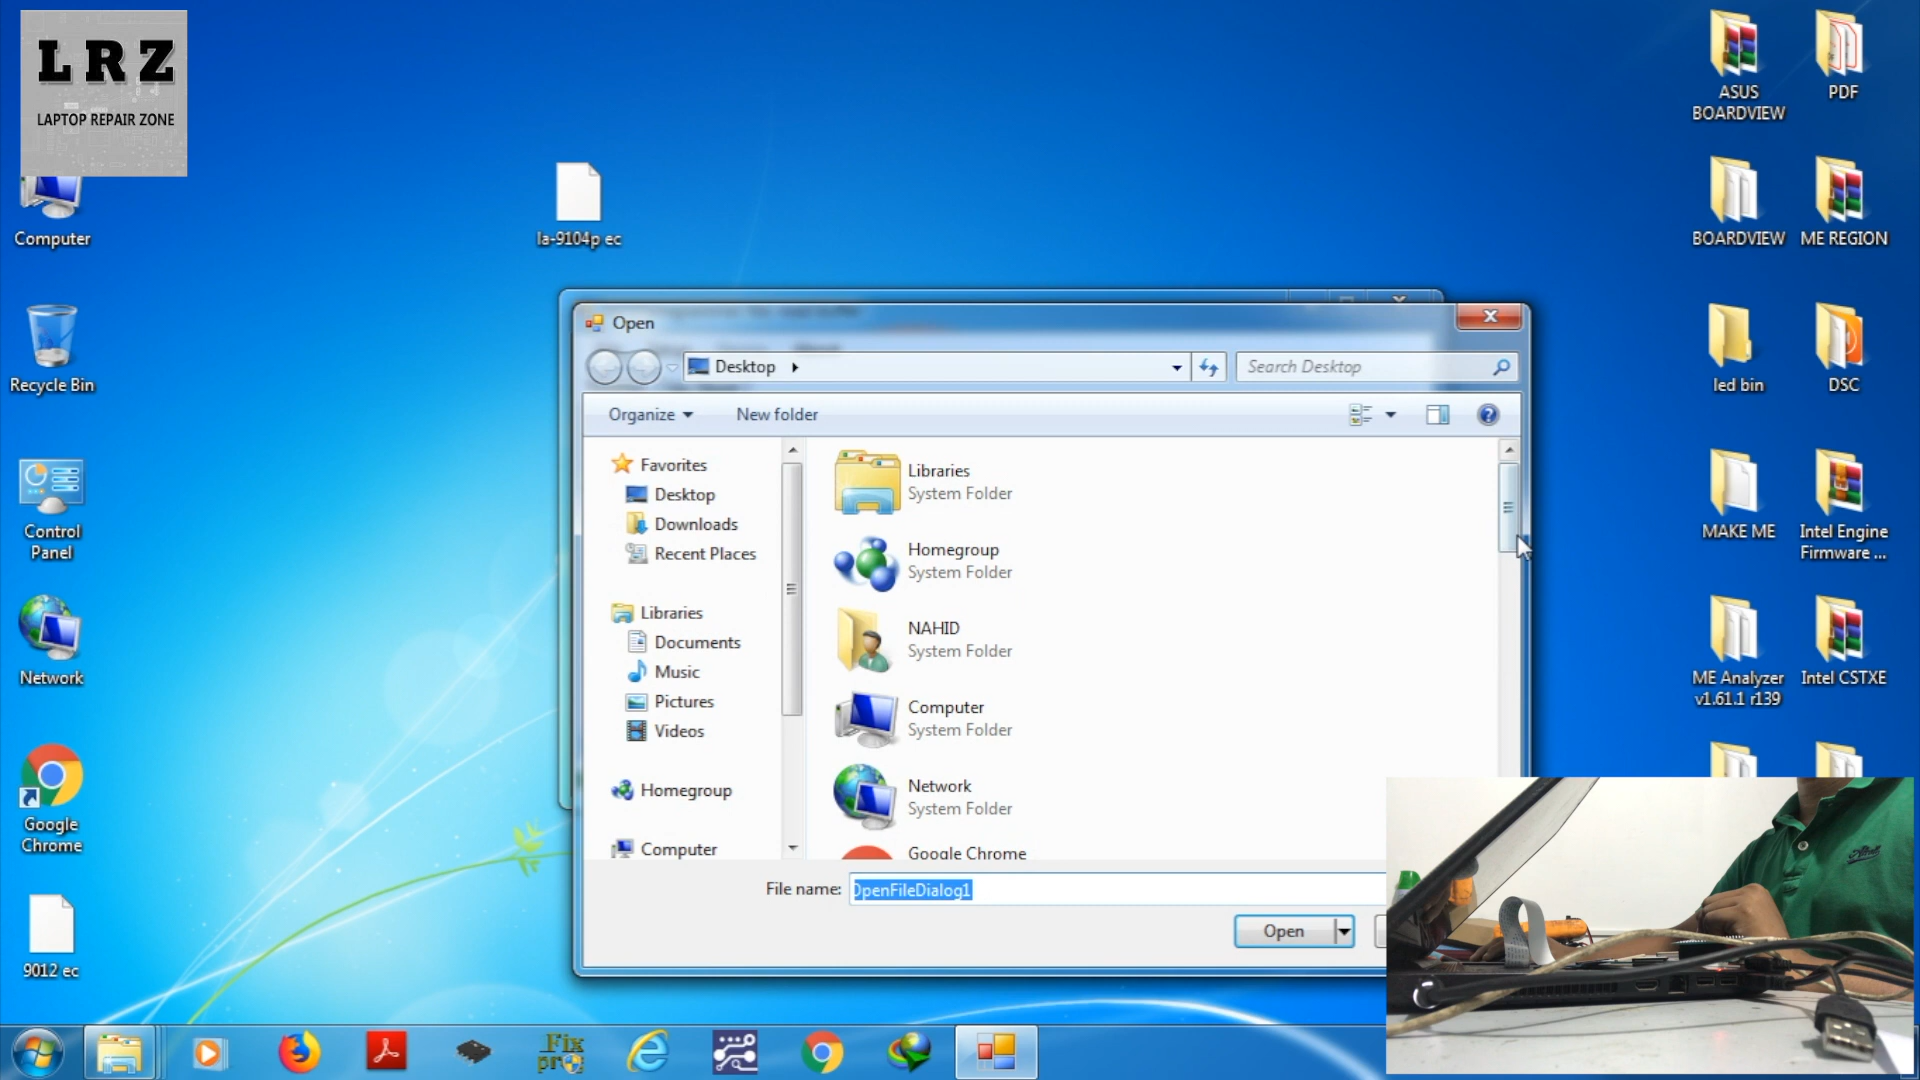 L R Z
LAPTOP REPAIR ZONE
Computer
Recycle Bin
Control
Panel
Network
Google
Chrome
9012 ec
la-9104p ec
Open
Desktop
Search Desktop
Organize
New folder
Favorites
Desktop
Downloads
Recent Places
Libraries
Documents
Music
Pictures
Videos
Homegroup
Computer
Libraries
System Folder
Homegroup
System Folder
NAHID
System Folder
Computer
System Folder
Network
System Folder
Google Chrome
File name:
OpenFileDialog1
Open
ASUS
BOARDVIEW
PDF
BOARDVIEW
ME REGION
led bin
DSC
MAKE ME
Intel Engine
Firmware ...
ME Analyzer
v1.61.1 r139
Intel CSTXE
Fix
pro